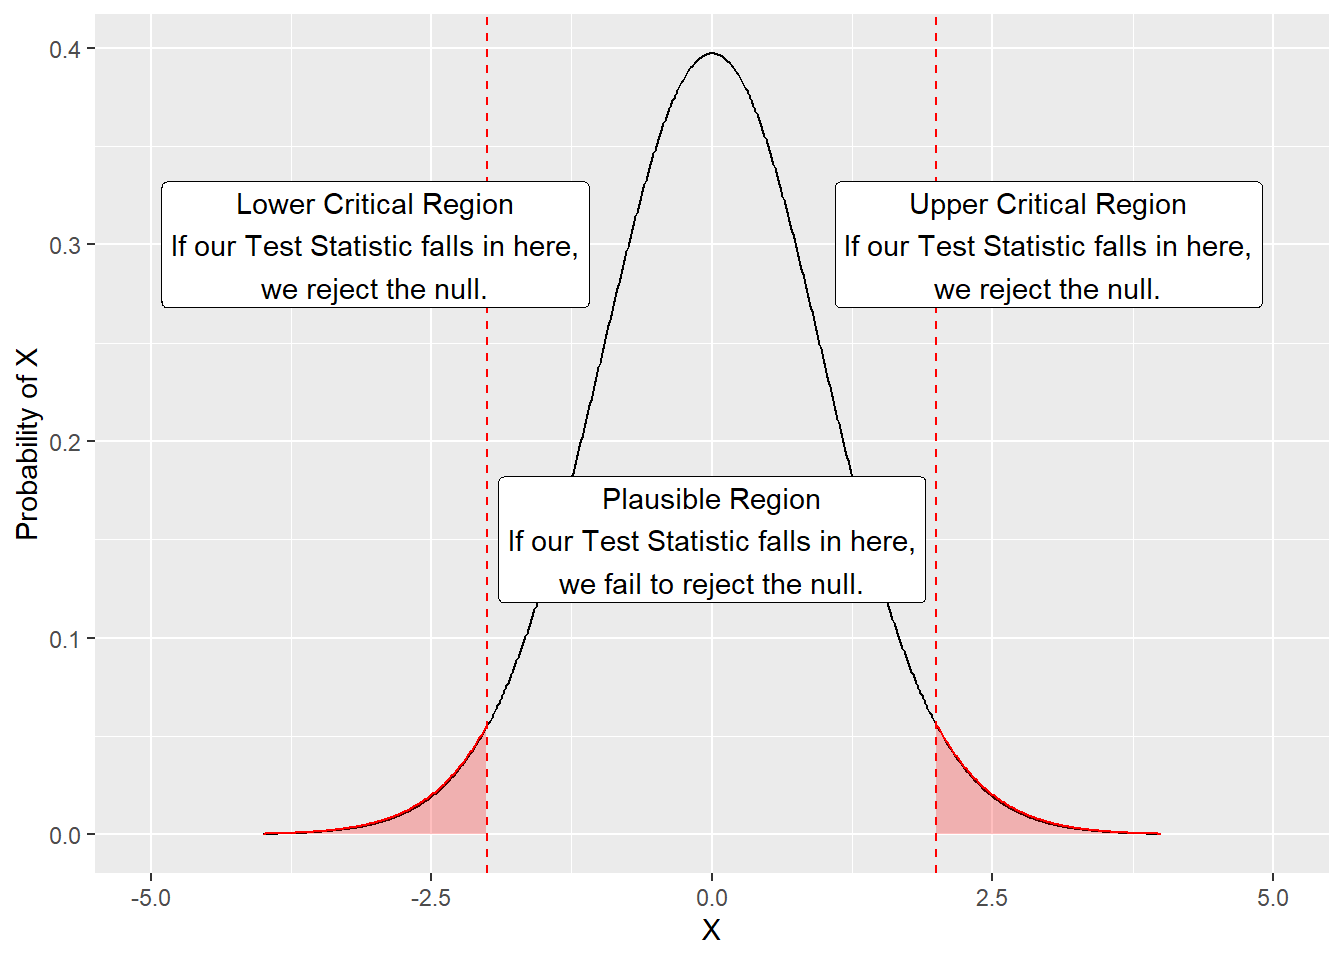 0.4
Lower Critical Region
If our Test Statistic falls in here,
we reject the null.
Upper Critical Region
If our Test Statistic falls in here,
we reject the null.
0.3
Probability of X
0.2
Plausible Region
If our Test Statistic falls in here,
we fail to reject the null.
0.1
0.0
-5.0
-2.5
0.0
2.5
5.0
X